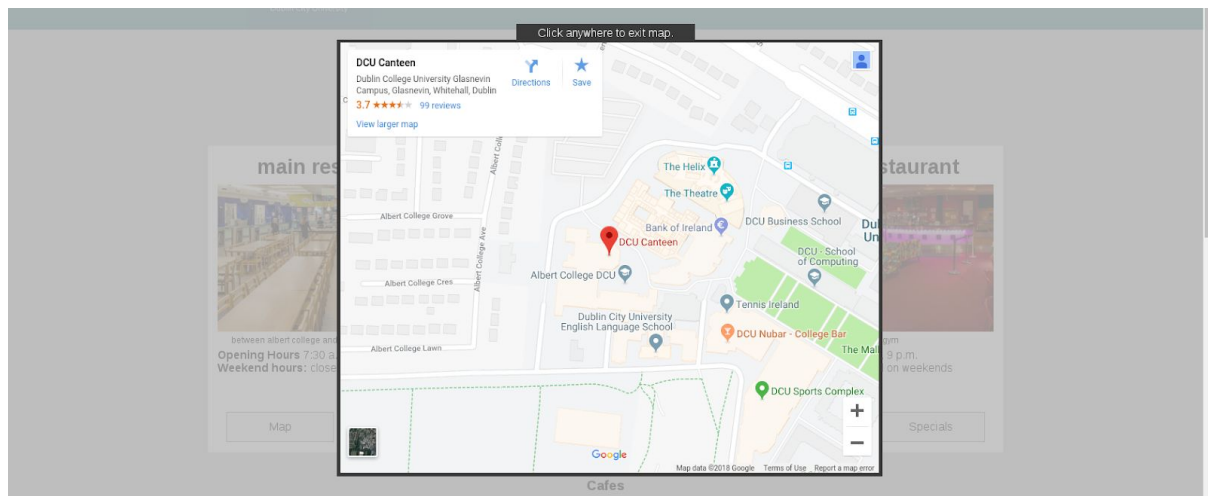 Click anywhere to exit map.
DCU Canteen
Dublin College University Glasnevin
Campus, Glasnevin, Whitehall, Dublin
3.7
99 reviews
View larger map
Directions
Save
main res
staurant
Albert Coll
The Helix
The Theatre
Albert College Grove
Bank of Ireland
DCU Business School
Du
Un
DCU Canteen
Albert College Ave
DCU - School
of Computing
Albert College DCU
Albert College Cres
Tennis Ireland
Dublin City University
English Language School
DCU Nubar - College Bar
between albert college and
gym
Albert College Lawn
The Mall
Opening Hours 7:30 a.
9 p.m.
Weekend hours: close
on weekends
DCU Sports Complex
+
−
Map
Specials
Google
Map data ©2018 Google
Terms of Use
Report a map error
Cafes